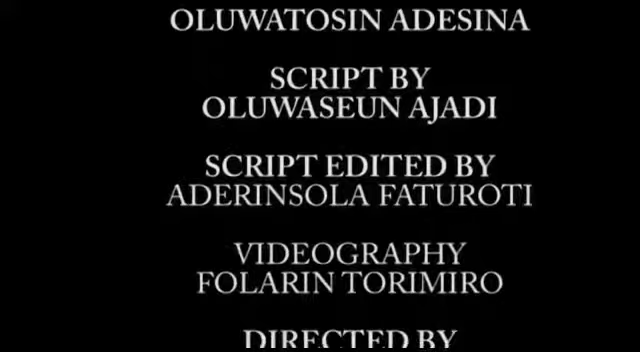 OLUWATOSIN ADESINA
SCRIPT BY
OLUWASEUN AJADI
SCRIPT EDITED BY
ADERINSOLA FATUROTI
VIDEOGRAPHY
FOLARIN TORIMIRO
DIRECTED BY